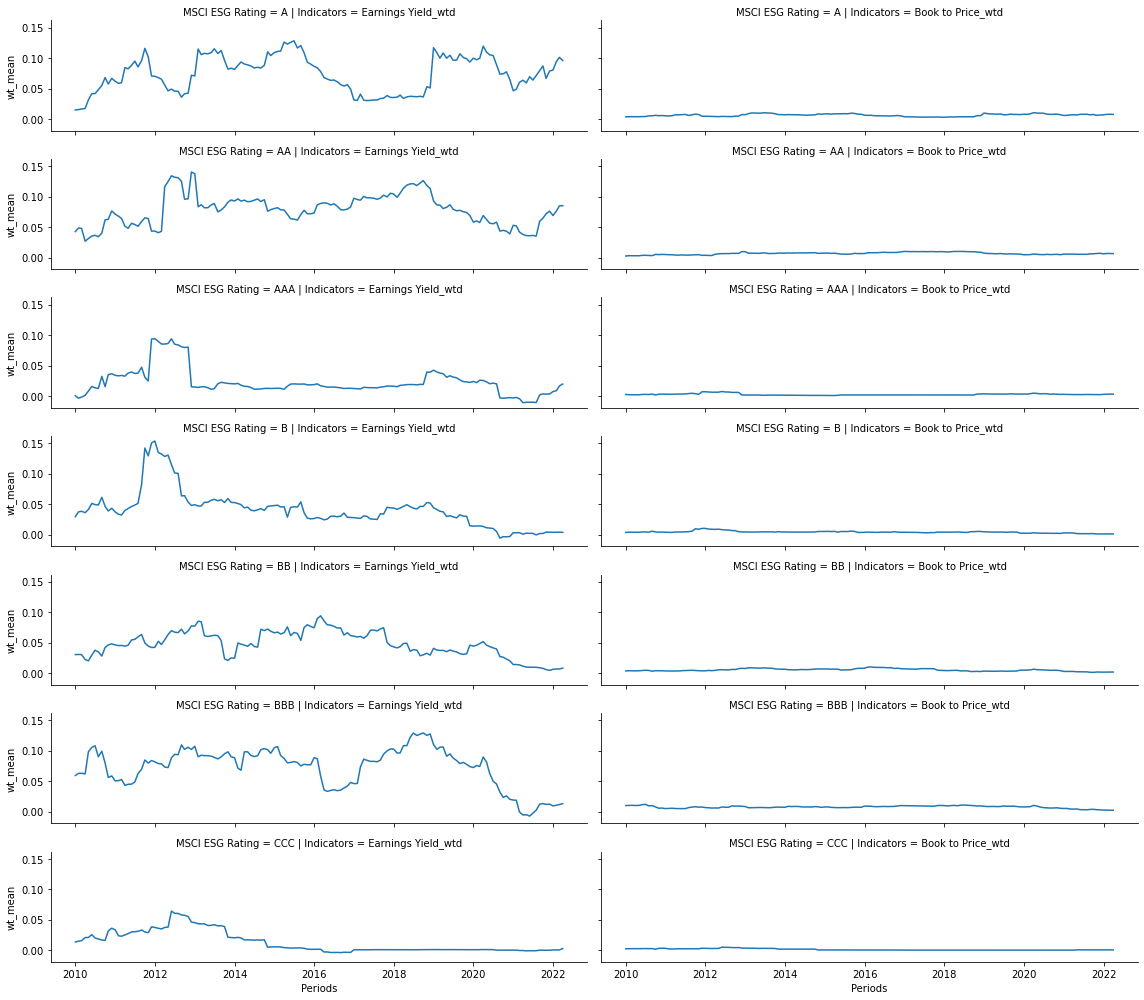 MSCI ESG Rating = A | Indicators = Earnings Yield_wtd
MSCI ESG Rating = A | Indicators = Book to Price_wtd
0.15
0.10
0.05
0.00
wt_mean
MSCI ESG Rating = AA | Indicators = Earnings Yield_wtd
MSCI ESG Rating = AA | Indicators = Book to Price_wtd
0.15
0.10
0.05
0.00
wt_mean
MSCI ESG Rating = AAA | Indicators = Earnings Yield_wtd
MSCI ESG Rating = AAA | Indicators = Book to Price_wtd
0.15
0.10
0.05
0.00
wt_mean
MSCI ESG Rating = B | Indicators = Earnings Yield_wtd
MSCI ESG Rating = B | Indicators = Book to Price_wtd
0.15
0.10
0.05
0.00
wt_mean
MSCI ESG Rating = BB | Indicators = Earnings Yield_wtd
MSCI ESG Rating = BB | Indicators = Book to Price_wtd
0.15
0.10
0.05
0.00
wt_mean
MSCI ESG Rating = BBB | Indicators = Earnings Yield_wtd
MSCI ESG Rating = BBB | Indicators = Book to Price_wtd
0.15
0.10
0.05
0.00
wt_mean
MSCI ESG Rating = CCC | Indicators = Earnings Yield_wtd
MSCI ESG Rating = CCC | Indicators = Book to Price_wtd
0.15
0.10
0.05
0.00
wt_mean
2010 2012 2014 2016 2018 2020 2022
Periods
2010 2012 2014 2016 2018 2020 2022
Periods